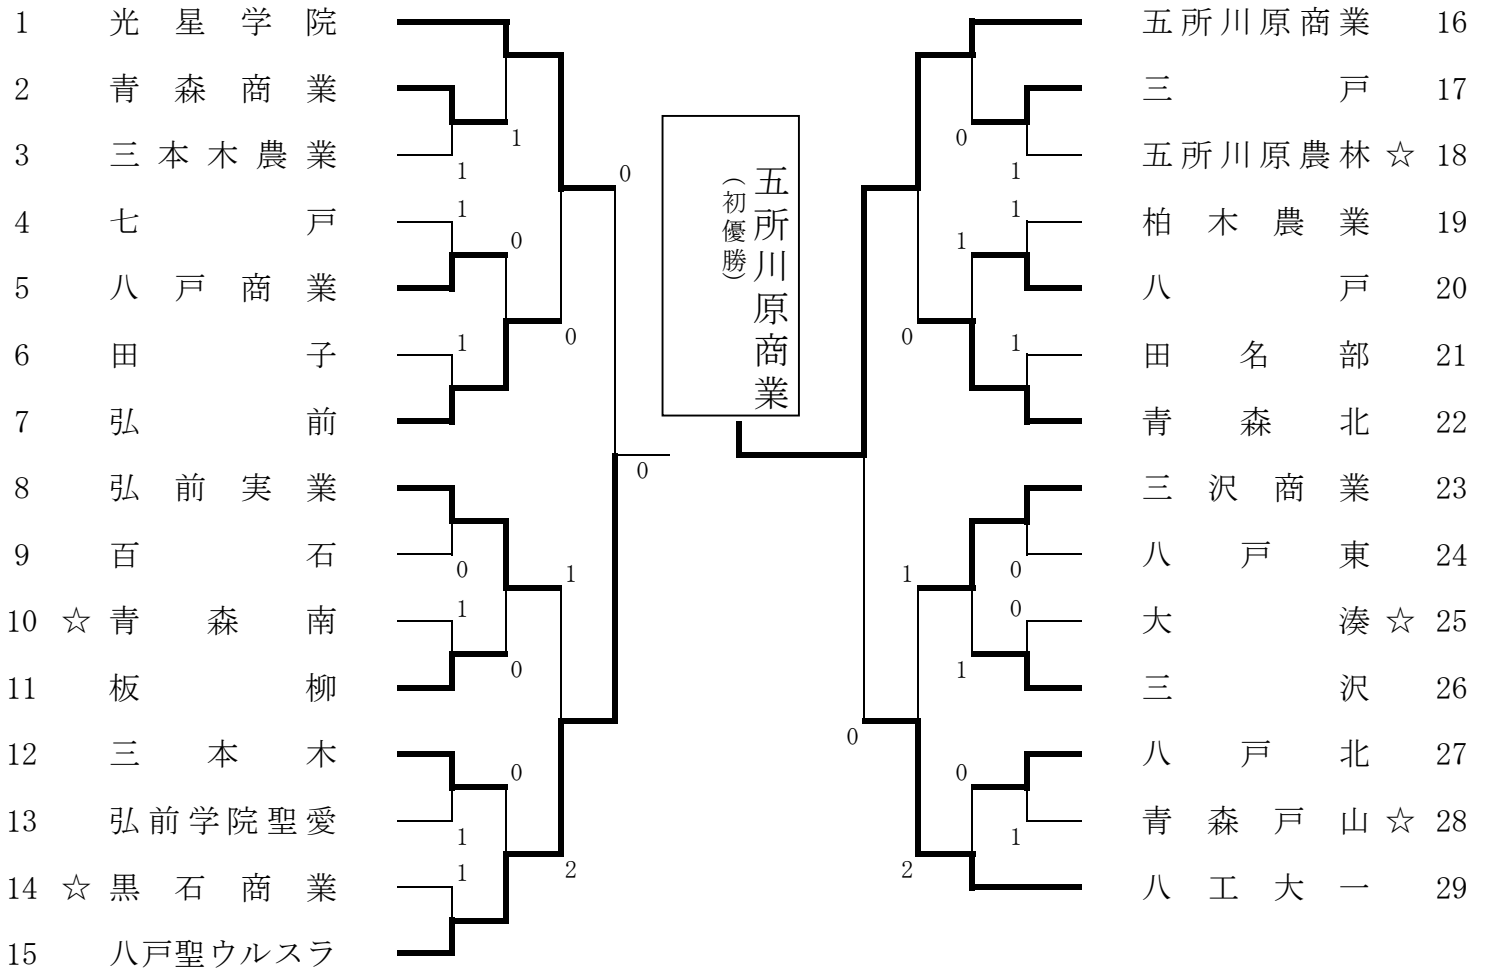 1 光星学院
2 青森商業
3 三本木農業
4 七戸
5 八戸商業
6 田子
7 弘前
8 弘前実業
9 百石
10 ☆ 青森南
11 板柳
12 三本木
13 弘前学院聖愛
14 ☆ 黒石商業
15 八戸聖ウルスラ
1
1
1
0
1
0
0
1
1
0
0
1
0
1
2
0
0
五所川原商業
(初優勝)
0
1
1
1
1
0
1
0
0
1
1
0
0
1
2
五所川原商業 16
三戸 17
五所川原農林 ☆ 18
柏木農業 19
八戸 20
田名部 21
青森北 22
三沢商業 23
八戸東 24
大湊 ☆ 25
三沢 26
八戸北 27
青森戸山 ☆ 28
八工大一 29